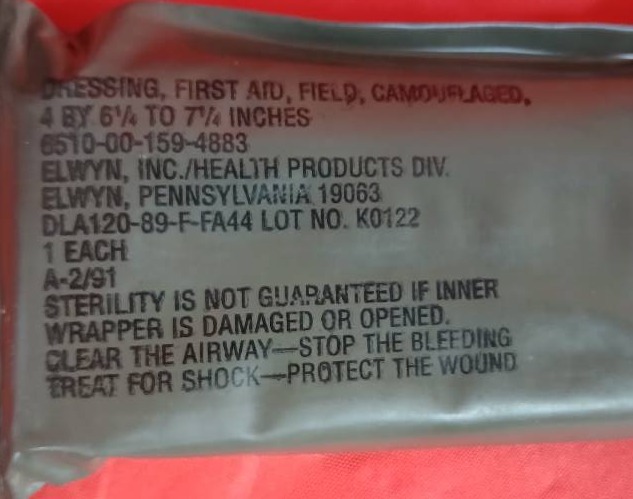 DRESSING, FIRST AID, FIELD, CAMOUFLAGED,
4 BY 6¼ TO 7¼ INCHES
6510-00-159-4883
ELWYN, INC./HEALTH PRODUCTS DIV.
ELWYN, PENNSYLVANIA 19063
DLA120-89-F-FA44 LOT NO. K0122
1 EACH
A-2/91
STERILITY IS NOT GUARANTEED IF INNER
WRAPPER IS DAMAGED OR OPENED.
CLEAR THE AIRWAY—STOP THE BLEEDING
TREAT FOR SHOCK—PROTECT THE WOUND